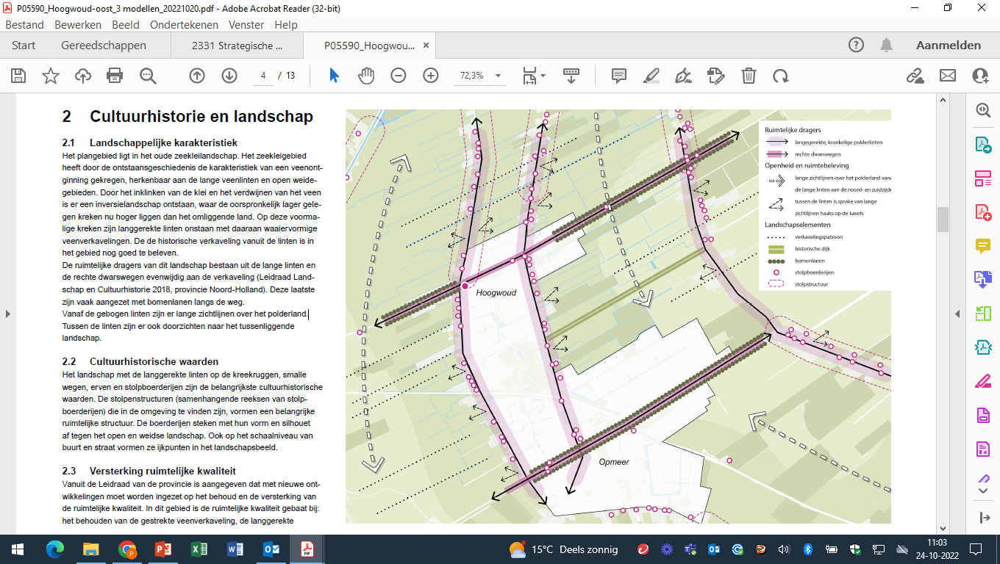 P05590_Hoogwoud-oost_3 modellen_20221020.pdf - Adobe Acrobat Reader (32-bit)
Bestand Bewerken Beeld Ondertekenen Venster Help
Start Gereedschappen 2331 Strategische ... P05590_Hoogwou... × Aanmelden
4 / 13 72,3%
2 Cultuurhistorie en landschap
2.1 Landschappelijke karakteristiek
Het plangebied ligt in het oude zeekleilandschap. Het zeekleigebied
heeft door de ontstaansgeschiedenis de karakteristiek van een veenont-
ginning gekregen, herkenbaar aan de lange veenlinten en open weide-
gebieden. Door het inklinken van de klei en het verdwijnen van het veen
is er een inversielandschap ontstaan, waar de oorspronkelijk lager gele-
gen kreken nu hoger liggen dan het omliggende land. Op deze voorma-
lige kreken zijn langgerekte linten onstaan met daaraan waaiervormige
veenverkavelingen. De de historische verkaveling vanuit de linten is in
het gebied nog goed te beleven.
De ruimtelijke dragers van dit landschap bestaan uit de lange linten en
de rechte dwarswegen evenwijdig aan de verkaveling (Leidraad Land-
schap en Cultuurhistorie 2018, provincie Noord-Holland). Deze laatste
zijn vaak aangezet met bomenlanen langs de weg.
Vanaf de gebogen linten zijn er lange zichtlijnen over het polderland.
Tussen de linten zijn er ook doorzichten naar het tussenliggende
landschap.
2.2 Cultuurhistorische waarden
Het landschap met de langgerekte linten op de kreekruggen, smalle
wegen, erven en stolpboerderijen zijn de belangrijkste cultuurhistorische
waarden. De stolpenstructuren (samenhangende reeksen van stolp-
boerderijen) die in de omgeving te vinden zijn, vormen een belangrijke
ruimtelijke structuur. De boerderijen steken met hun vorm en silhouet
af tegen het open en weidse landschap. Ook op het schaalniveau van
buurt en straat vormen ze ijkpunten in het landschapsbeeld.
2.3 Versterking ruimtelijke kwaliteit
Vanuit de Leidraad van de provincie is aangegeven dat met nieuwe ont-
wikkelingen moet worden ingezet op het behoud en de versterking van
de ruimtelijke kwaliteit. In dit gebied is de ruimtelijke kwaliteit gebaat bij:
het behouden van de gestrekte veenverkaveling, de langgerekte
Hoogwoud
Opmeer
Ruimtelijke dragers
langegerekte, kronkelige polderlinten
rechte dwarswegen
Openheid en ruimtebeleving
lange zichtlijnen over het polderland van
de lange linten aan de noord- en zuidzijde
tussen de linten is sprake van lange
zichtlijnen haaks op de kavels
Landschapselementen
verkavelingspatroon
historische dijk
bomenlanen
stolpboerderijen
stolpstructuur
15°C Deels zonnig
11:03
24-10-2022